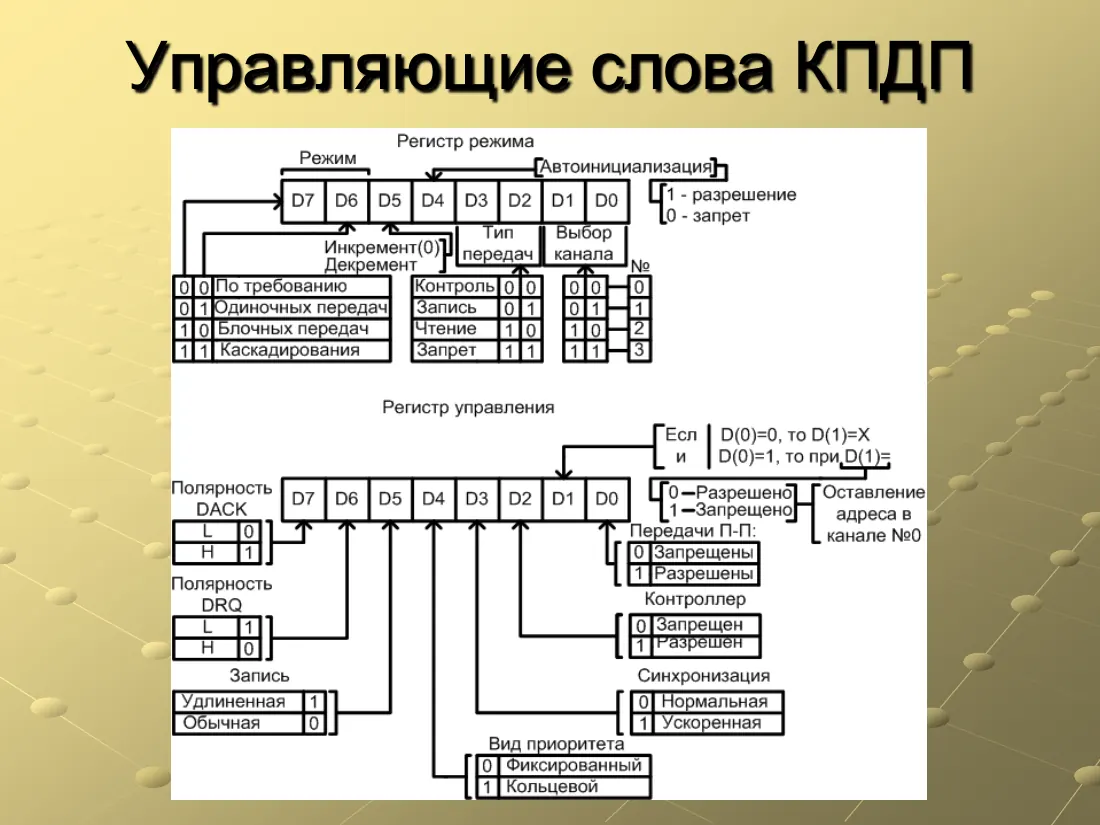 Управляющие слова КПДП
Регистр режима
Режим
Автоинициализация
D7 D6 D5 D4 D3 D2 D1 D0
1 - разрешение
0 - запрет
Инкремент(0)
Декремент
Тип
передач
Выбор
канала
№
0 0 По требованию
0 1 Одиночных передач
1 0 Блочных передач
1 1 Каскадирования
Контроль 0 0
Запись 0 1
Чтение 1 0
Запрет 1 1
0 0 0
0 1 1
1 0 2
1 1 3
Регистр управления
Есл
и
D(0)=0, то D(1)=X
D(0)=1, то при D(1)=
D7 D6 D5 D4 D3 D2 D1 D0
0 – Разрешено
1 – Запрещено
Оставление
адреса в
канале №0
Полярность
DACK
L 0
H 1
Передачи П-П:
0 Запрещены
1 Разрешены
Полярность
DRQ
L 1
H 0
Контроллер
0 Запрещен
1 Разрешен
Запись
Удлиненная 1
Обычная 0
Синхронизация
0 Нормальная
1 Ускоренная
Вид приоритета
0 Фиксированный
1 Кольцевой